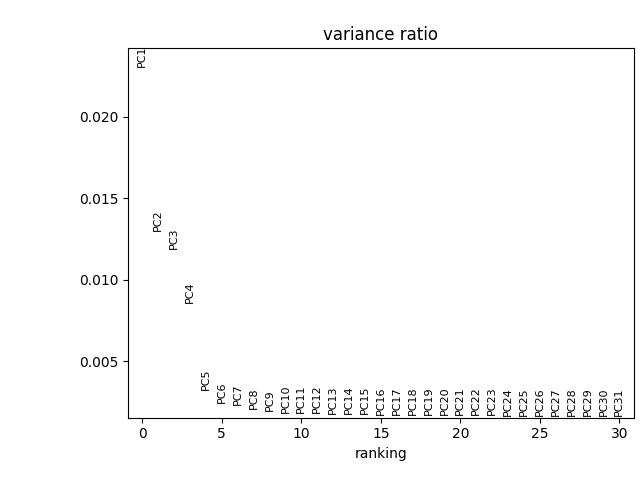 variance ratio
0.020
0.015
0.010
0.005
PC1
PC2
PC3
PC4
PC5
PC6
PC7
PC8
PC9
PC10
PC11
PC12
PC13
PC14
PC15
PC16
PC17
PC18
PC19
PC20
PC21
PC22
PC23
PC24
PC25
PC26
PC27
PC28
PC29
PC30
PC31
0 5 10 15 20 25 30
ranking